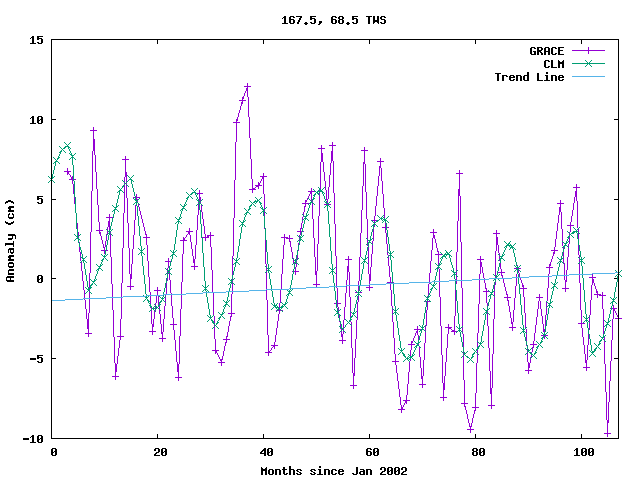 167.5, 68.5 TWS
GRACE
CLM
Trend Line
15
10
5
0
-5
-10
Anomaly (cm)
0 20 40 60 80 100
Months since Jan 2002